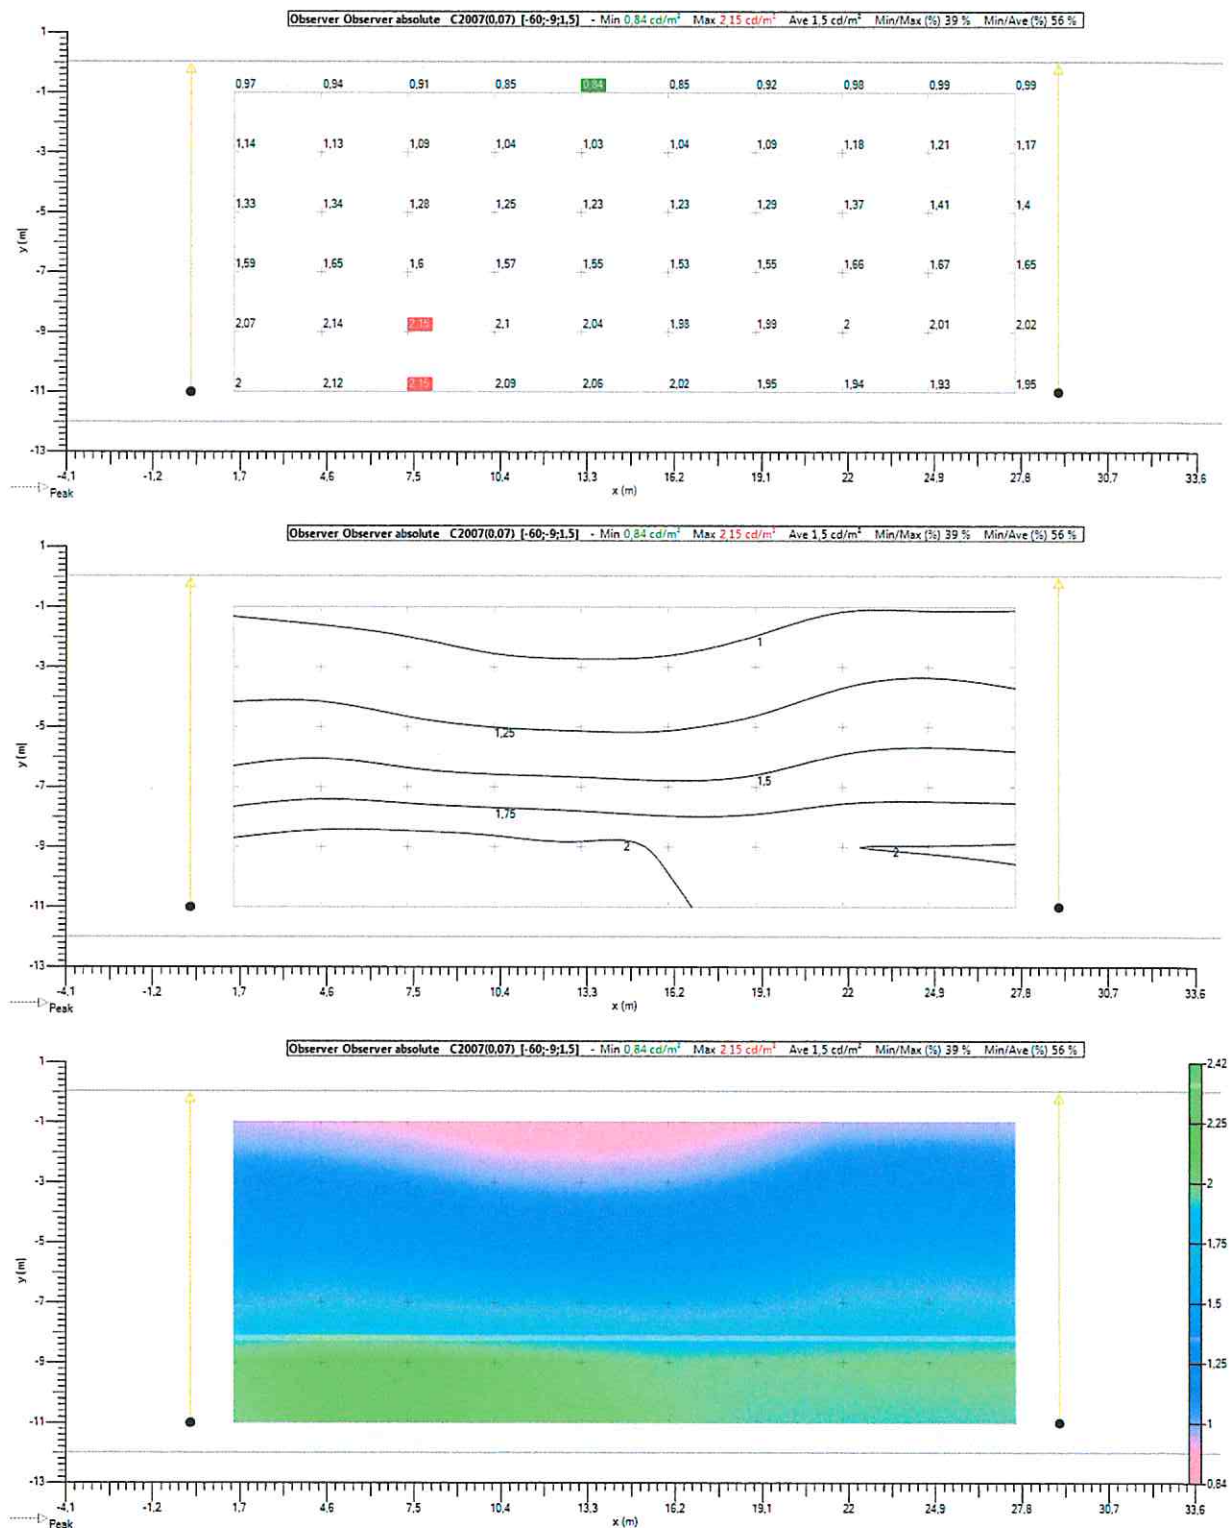 Observer Observer absolute C2007(0,07) [-60;-9;1,5] - Min 0,84 cd/m² Max 2,15 cd/m² Ave 1,5 cd/m² Min/Max (%) 39 % Min/Ave (%) 56 %
1
-1 0,97 0,94 0,91 0,85 0,84 0,85 0,92 0,98 0,99 0,99
-3 1,14 1,13 1,09 1,04 1,03 1,04 1,09 1,18 1,21 1,17
-5 1,33 1,34 1,28 1,25 1,23 1,23 1,29 1,37 1,41 1,4
y (m)
-7 1,59 1,65 1,6 1,57 1,55 1,53 1,55 1,66 1,67 1,65
-9 2,07 2,14 2,15 2,1 2,04 1,98 1,99 2 2,01 2,02
-11 2 2,12 2,15 2,09 2,06 2,02 1,95 1,94 1,93 1,95
-13
-4,1 -1,2 1,7 4,6 7,5 10,4 13,3 16,2 19,1 22 24,9 27,8 30,7 33,6
Peak x (m)
Observer Observer absolute C2007(0,07) [-60;-9;1,5] - Min 0,84 cd/m² Max 2,15 cd/m² Ave 1,5 cd/m² Min/Max (%) 39 % Min/Ave (%) 56 %
1
-1
1
-3
-5
1,25
y (m)
1,5
-7
1,75
-9 2 2
-11
-13
-4,1 -1,2 1,7 4,6 7,5 10,4 13,3 16,2 19,1 22 24,9 27,8 30,7 33,6
Peak x (m)
Observer Observer absolute C2007(0,07) [-60;-9;1,5] - Min 0,84 cd/m² Max 2,15 cd/m² Ave 1,5 cd/m² Min/Max (%) 39 % Min/Ave (%) 56 %
1 2,42
-1 2,25
-3 2
-5 1,75
y (m)
-7 1,5
-9 1,25
-11 1
-13 0,84
-4,1 -1,2 1,7 4,6 7,5 10,4 13,3 16,2 19,1 22 24,9 27,8 30,7 33,6
Peak x (m)